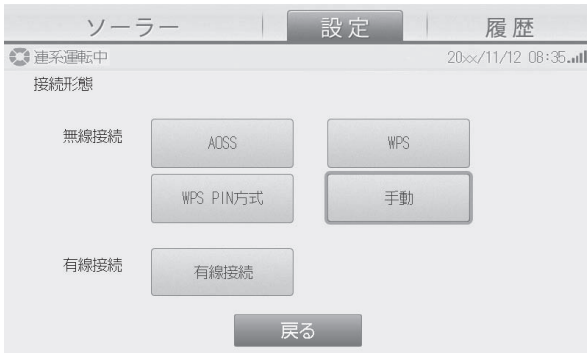 ソーラー 設定 履歴
連系運転中 20××/11/12 08:35
接続形態
無線接続 AOSS WPS
WPS PIN方式 手動
有線接続 有線接続
戻る